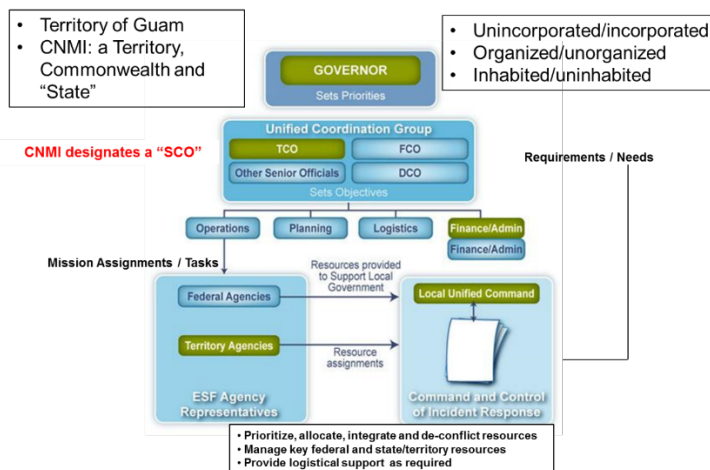 • Territory of Guam
• CNMI: a Territory,
Commonwealth and
“State”
• Unincorporated/incorporated
• Organized/unorganized
• Inhabited/uninhabited
GOVERNOR
Sets Priorities
Unified Coordination Group
TCO
FCO
Other Senior Officials
DCO
Sets Objectives
CNMI designates a “SCO”
Requirements / Needs
Operations
Planning
Logistics
Finance/Admin
Finance/Admin
Mission Assignments / Tasks
Resources provided
to Support Local
Government
Federal Agencies
Local Unified Command
Territory Agencies
Resource
assignments
ESF Agency
Representatives
Command and Control
of Incident Response
• Prioritize, allocate, integrate and de-conflict resources
• Manage key federal and state/territory resources
• Provide logistical support as required